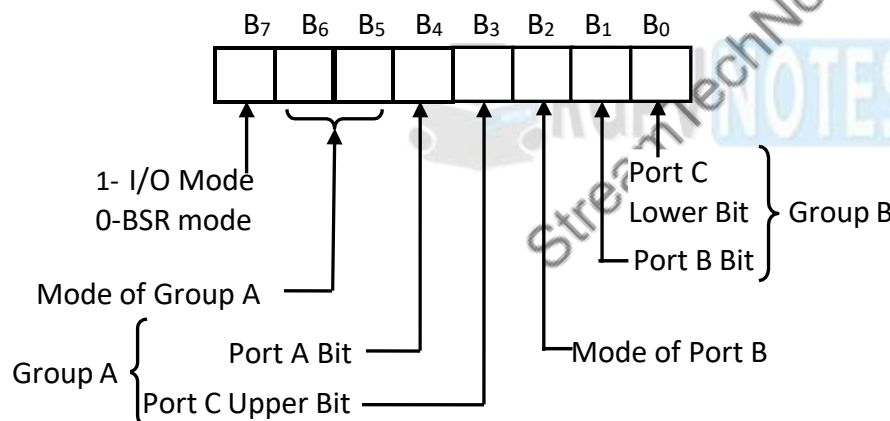 B7 B6 B5 B4 B3 B2 B1 B0
1- I/O Mode
0-BSR mode
Port C
Lower Bit
Group B
Port B Bit
Mode of Group A
Port A Bit
Mode of Port B
Group A
Port C Upper Bit
NOTES